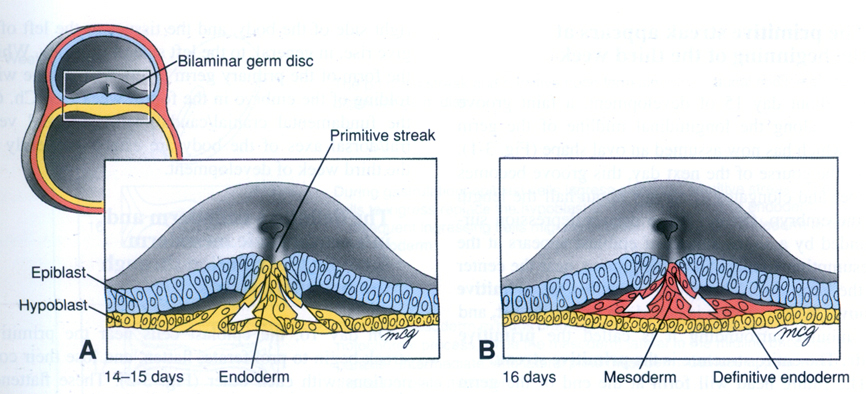 Bilaminar germ disc
Primitive streak
Epiblast
Hypoblast
A
mcg
14–15 days
Endoderm
B
mcg
16 days
Mesoderm
Definitive endoderm